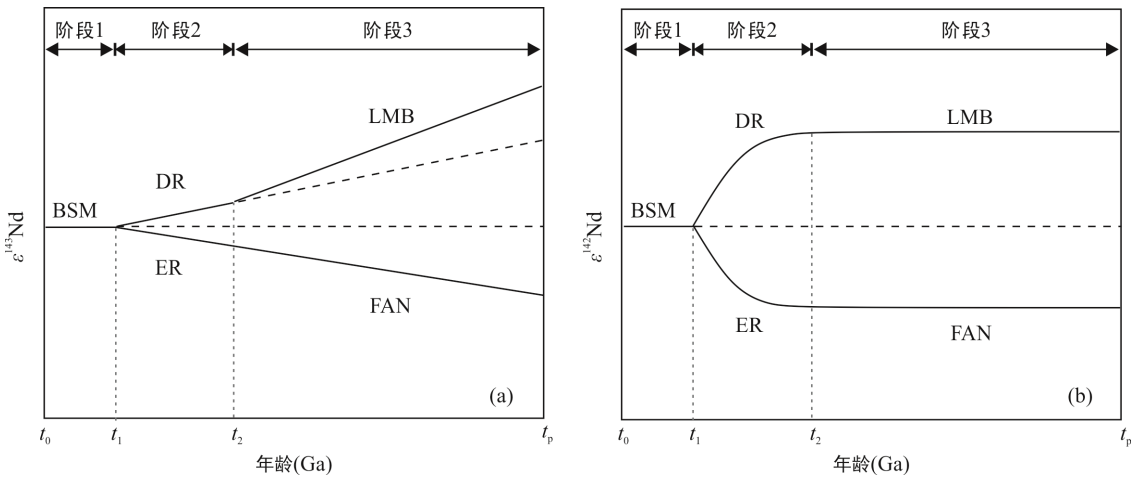 阶段1 阶段2 阶段3
LMB
DR
BSM
ER
FAN
ε¹⁴³Nd
(a)
t₀ t₁ t₂ tₚ
年龄(Ga)
阶段1 阶段2 阶段3
DR LMB
BSM
ER FAN
ε¹⁴²Nd
(b)
t₀ t₁ t₂ tₚ
年龄(Ga)